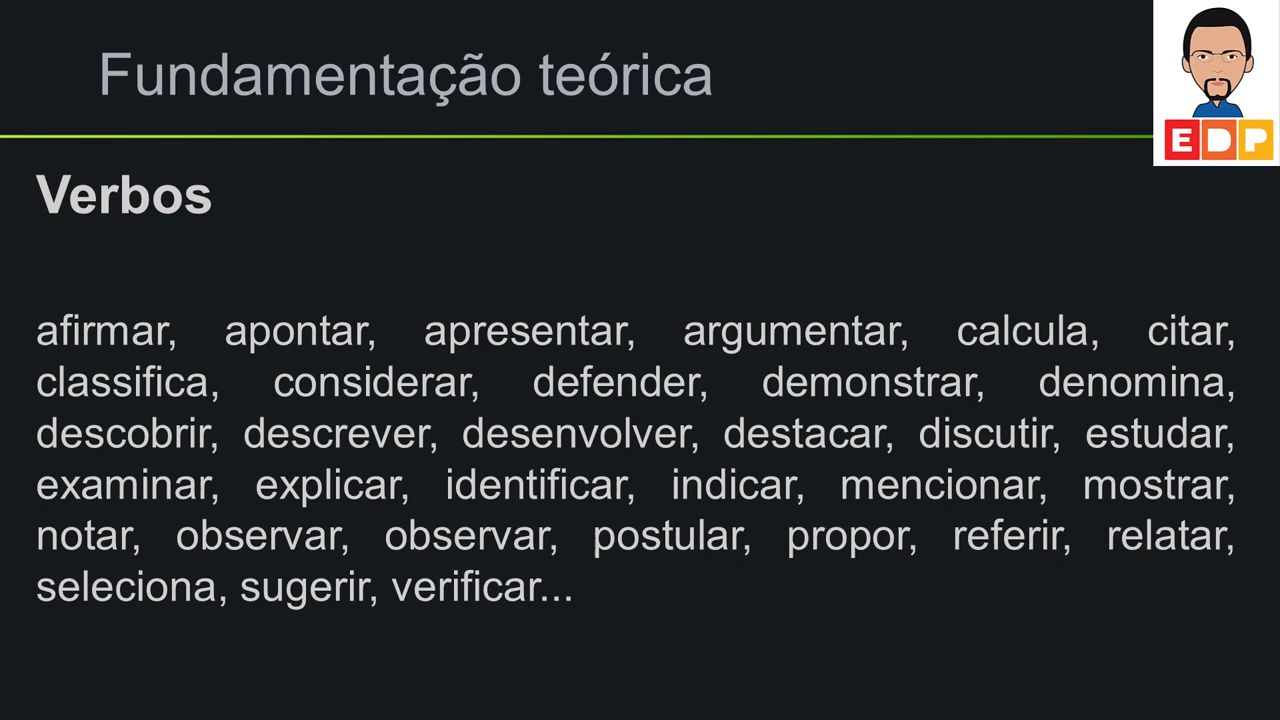 Fundamentação teórica
EDP
Verbos
afirmar, apontar, apresentar, argumentar, calcula, citar,
classifica, considerar, defender, demonstrar, denomina,
descobrir, descrever, desenvolver, destacar, discutir, estudar,
examinar, explicar, identificar, indicar, mencionar, mostrar,
notar, observar, observar, postular, propor, referir, relatar,
seleciona, sugerir, verificar...